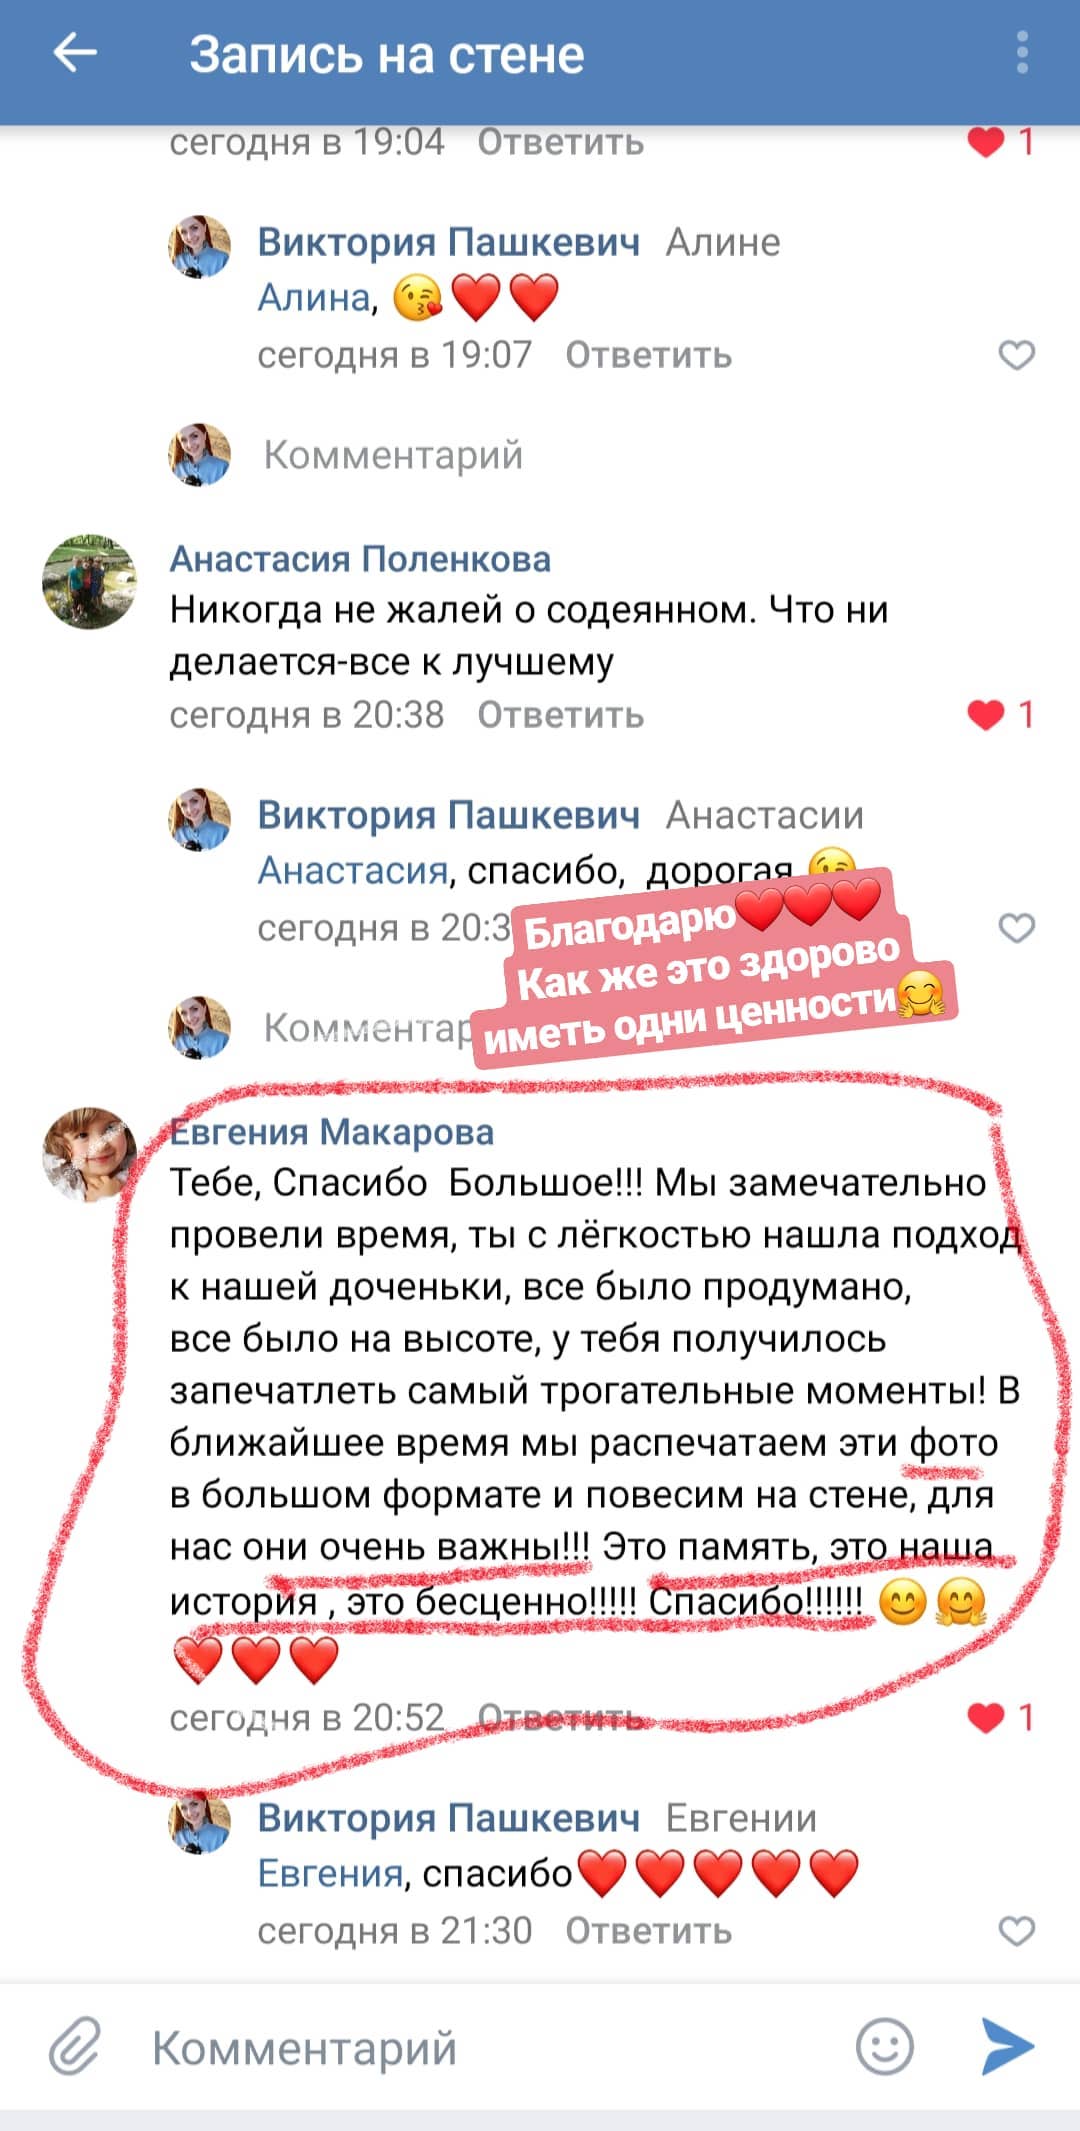 Запись на стене
сегодня в 19:04 Ответить 1
Виктория Пашкевич Алине
Алина, 😘❤️❤️
сегодня в 19:07 Ответить
Комментарий
Анастасия Поленкова
Никогда не жалей о содеянном. Что ни
делается-все к лучшему
сегодня в 20:38 Ответить 1
Виктория Пашкевич Анастасии
Анастасия, спасибо, дорогая 😘
сегодня в 20:3
Благодарю❤️❤️❤️
Как же это здорово
иметь одни ценности🤗
Комментар
Евгения Макарова
Тебе, Спасибо Большое!!! Мы замечательно
провели время, ты с лёгкостью нашла подход
к нашей доченьки, все было продумано,
все было на высоте, у тебя получилось
запечатлеть самый трогательные моменты! В
ближайшее время мы распечатаем эти фото
в большом формате и повесим на стене, для
нас они очень важны!!! Это память, это наша
история , это бесценно!!!!! Спасибо!!!!!! 😊🤗
❤️❤️❤️
сегодня в 20:52 Ответить 1
Виктория Пашкевич Евгении
Евгения, спасибо❤️❤️❤️❤️❤️
сегодня в 21:30 Ответить
Комментарий